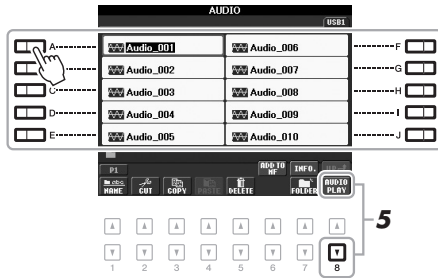 AUDIO
USB1
A Audio_001 Audio_006 F
Audio_002 Audio_007 G
C Audio_003 Audio_008 H
D Audio_004 Audio_009 I
E Audio_005 Audio_010 J
P1 ADD TO MF INFO.
abc NAME CUT COPY PASTE DELETE FOLDER AUDIO PLAY
5
1 2 3 4 5 6 7 8